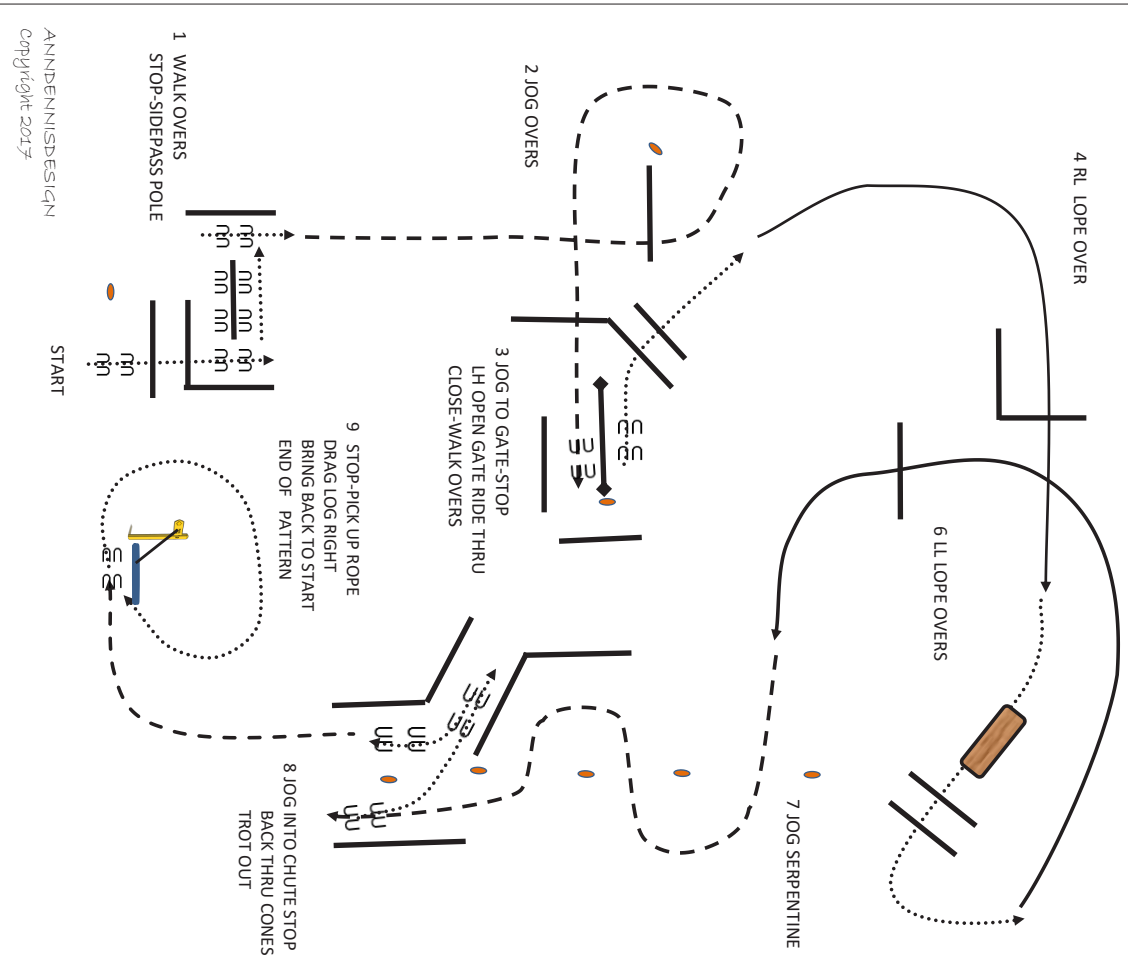 ANNDENNISDESIGN
Copyright 2017
1 WALK OVERS
STOP-SIDEPASS POLE
START
2 JOG OVERS
3 JOG TO GATE-STOP
LH OPEN GATE RIDE THRU
CLOSE-WALK OVERS
4 RL LOPE OVER
6 LL LOPE OVERS
7 JOG SERPENTINE
8 JOG INTO CHUTE STOP
BACK THRU CONES
TROT OUT
9 STOP-PICK UP ROPE
DRAG LOG RIGHT
BRING BACK TO START
END OF PATTERN